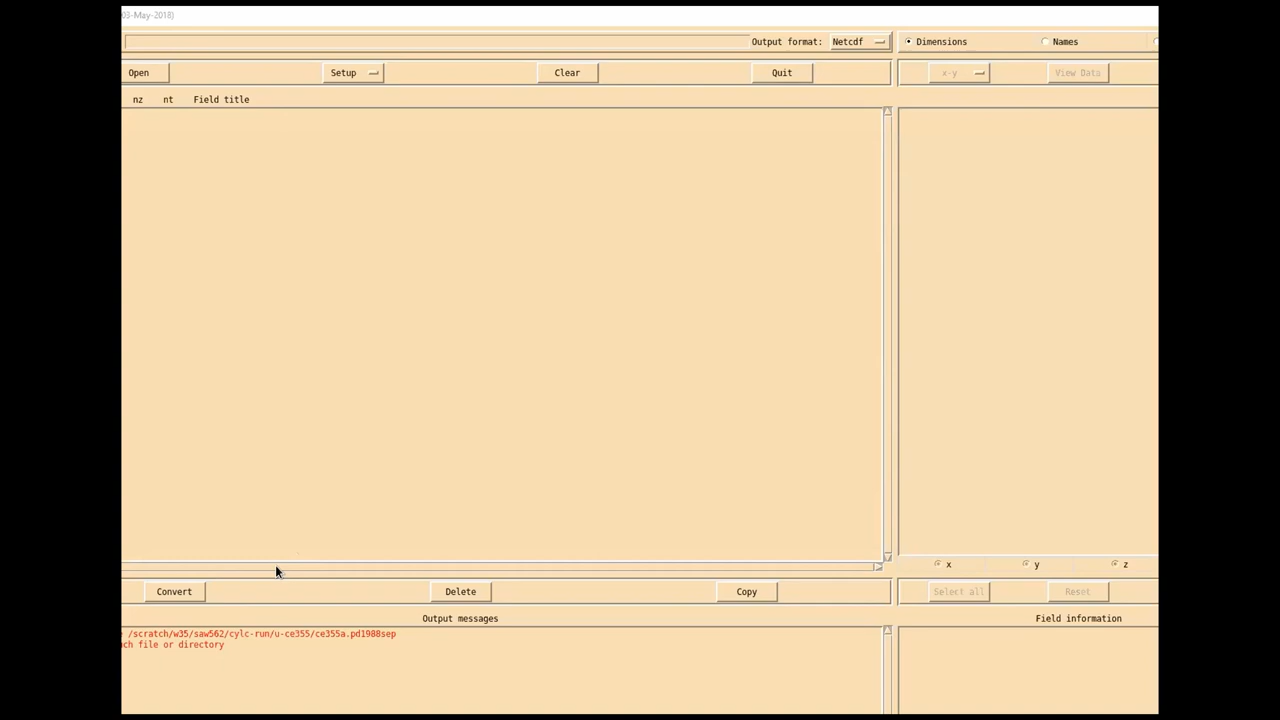 03-May-2018)
Output format: Netcdf Dimensions Names
Open Setup Clear Quit x-y View Data
nz nt Field title
x y z
Convert Delete Copy Select all Reset
Output messages Field information
/scratch/w35/saw562/cylc-run/u-ce355/ce355a.pd1988sep
ch file or directory